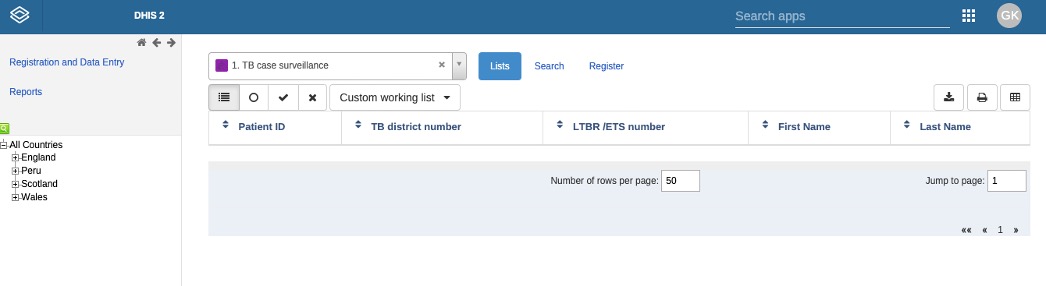 DHIS 2
Search apps
GK
Registration and Data Entry
Reports
All Countries
England
Peru
Scotland
Wales
1. TB case surveillance
Lists
Search
Register
Custom working list
Patient ID
TB district number
LTBR /ETS number
First Name
Last Name
Number of rows per page: 50
Jump to page: 1
«« « 1 »